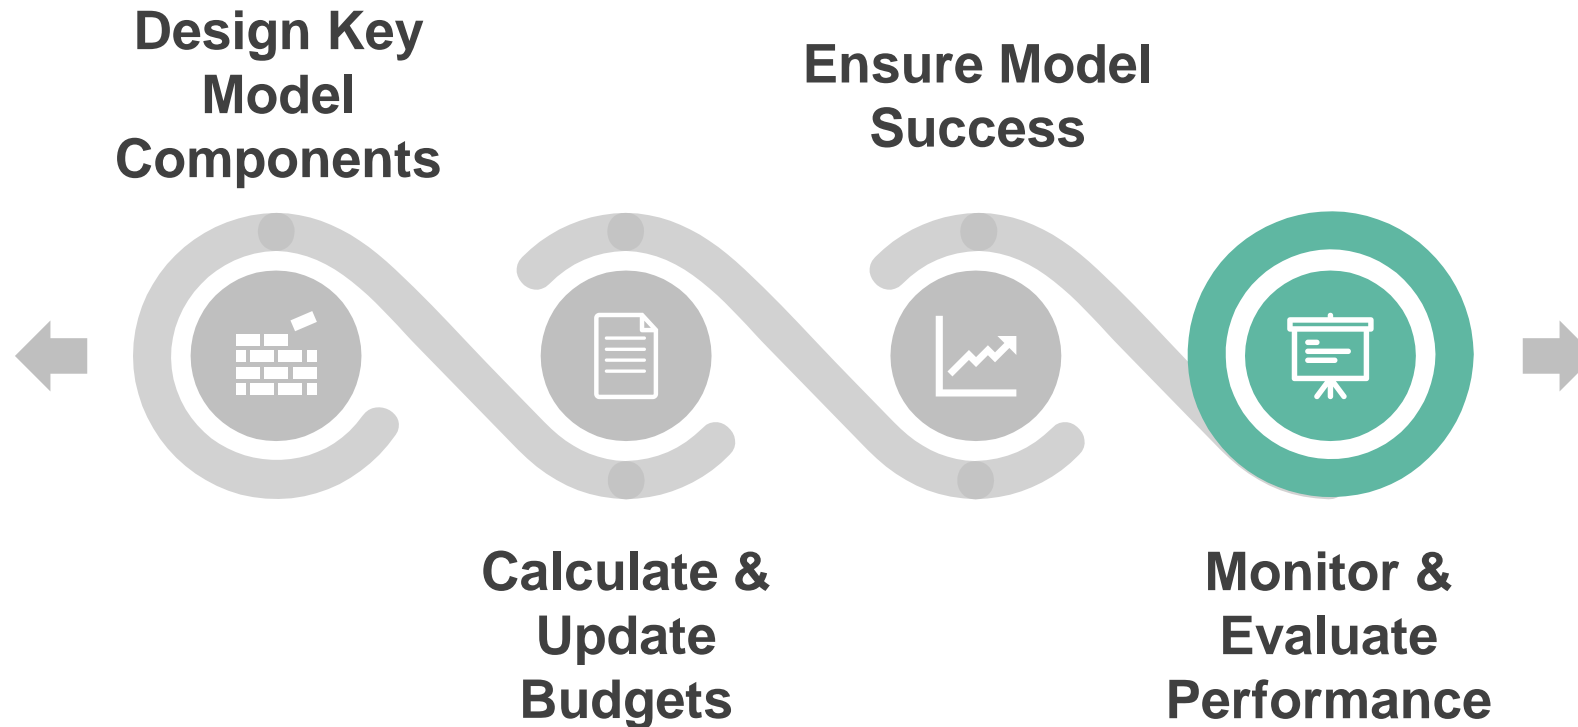 Design Key
Model
Components
Calculate &
Update
Budgets
Ensure Model
Success
Monitor &
Evaluate
Performance